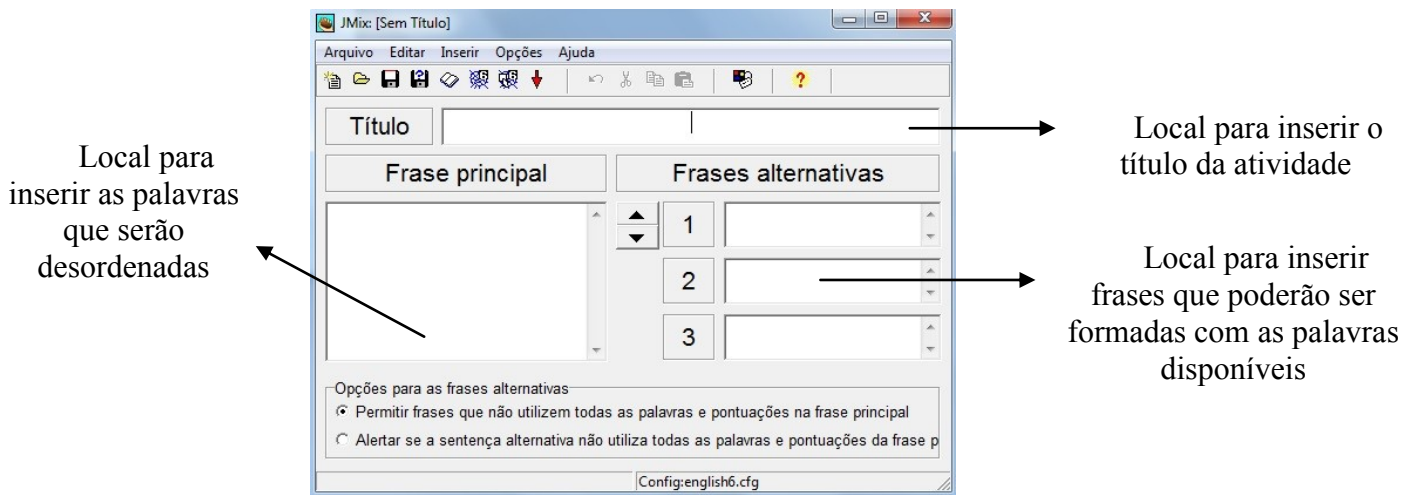 JMix: [Sem Título]
Arquivo Editar Inserir Opções Ajuda
Título
Local para inserir o
título da atividade
Local para
inserir as palavras
que serão
desordenadas
Frase principal
Frases alternativas
1
2
3
Local para inserir
frases que poderão ser
formadas com as palavras
disponíveis
Opções para as frases alternativas
Permitir frases que não utilizem todas as palavras e pontuações na frase principal
Alertar se a sentença alternativa não utiliza todas as palavras e pontuações da frase p
Config:english6.cfg